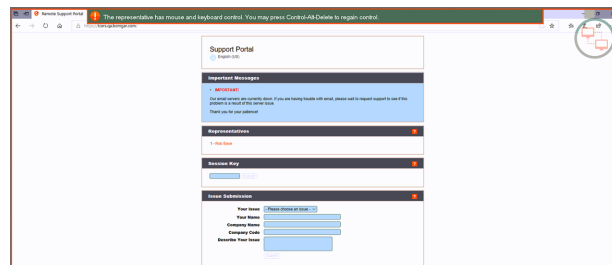 Remote Support Portal
The representative has mouse and keyboard control. You may press Control-Alt-Delete to regain control.
Support Portal
English (US)
Important Messages
IMPORTANT!
Our email servers are currently down. If you are having trouble with email, please wait to request support to see if this
problem is a result of this server issue.
Thank you for your patience!
Representatives
?
Session Key
?
Issue Submission
?
Your Issue
- Please choose an issue -
Your Name
Company Name
Company Code
Describe Your Issue